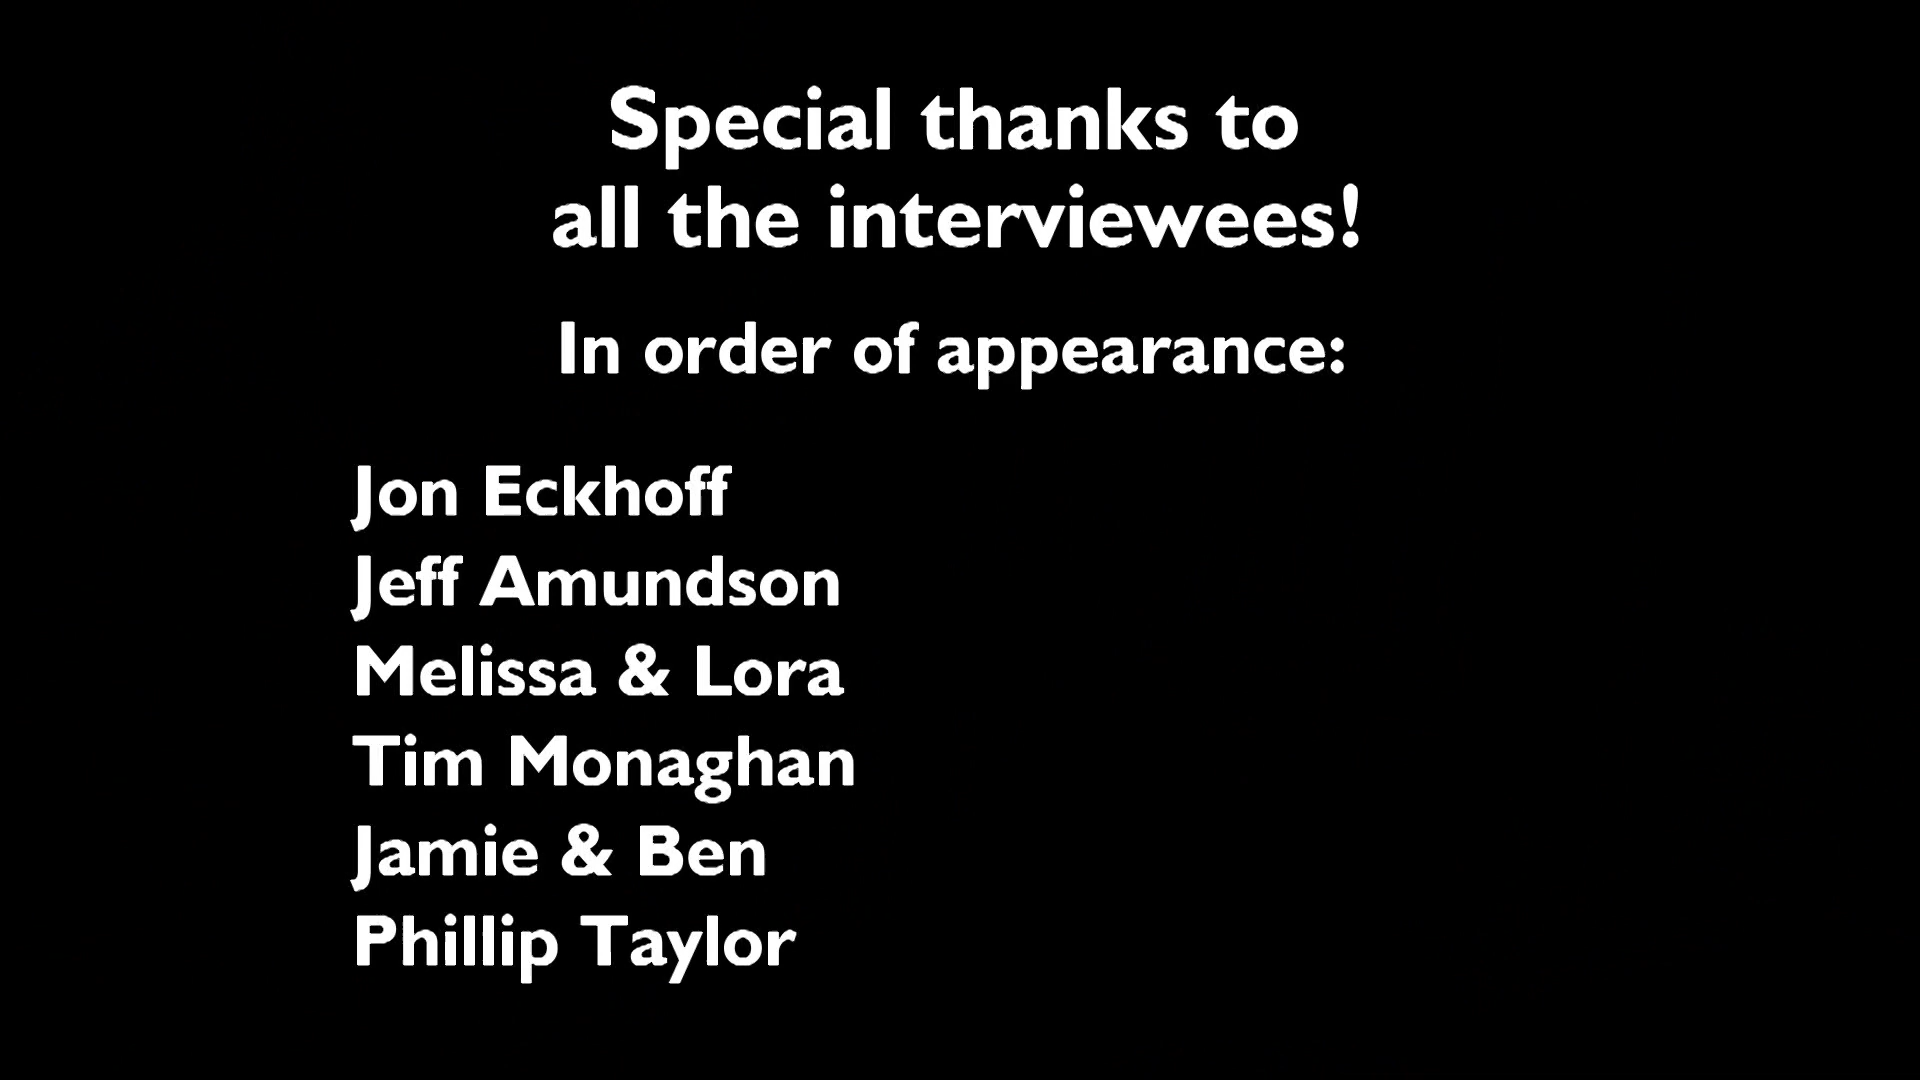 Special thanks to
all the interviewees!
In order of appearance:
Jon Eckhoff
Jeff Amundson
Melissa & Lora
Tim Monaghan
Jamie & Ben
Phillip Taylor